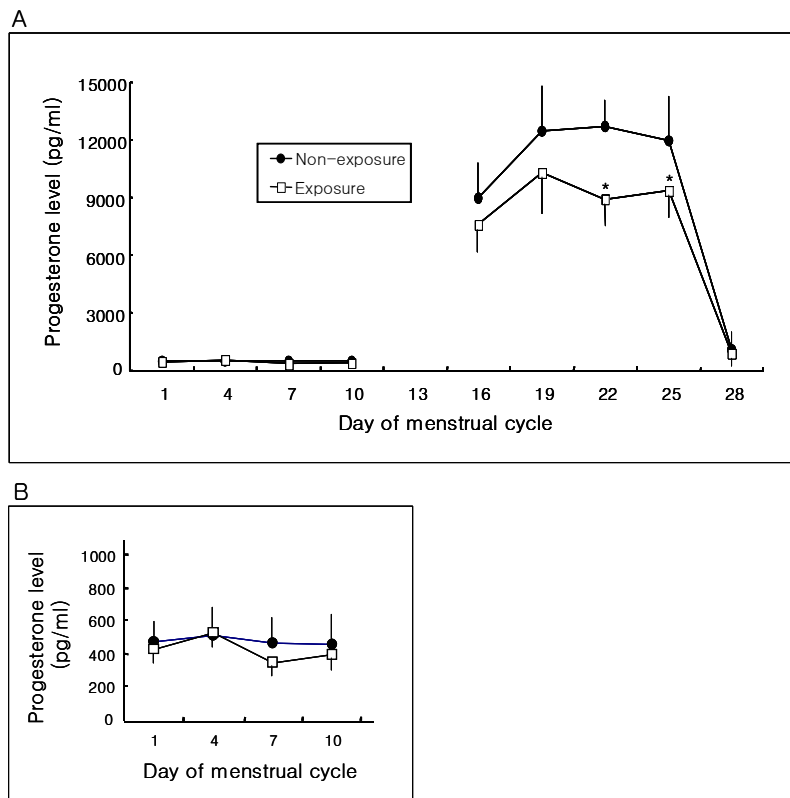 A
Progesterone level (pg/ml)
15000
12000
9000
6000
3000
0
Non-exposure
Exposure
*
*
1 4 7 10 13 16 19 22 25 28
Day of menstrual cycle
B
Progesterone level
(pg/ml)
1000
800
600
400
200
0
1 4 7 10
Day of menstrual cycle